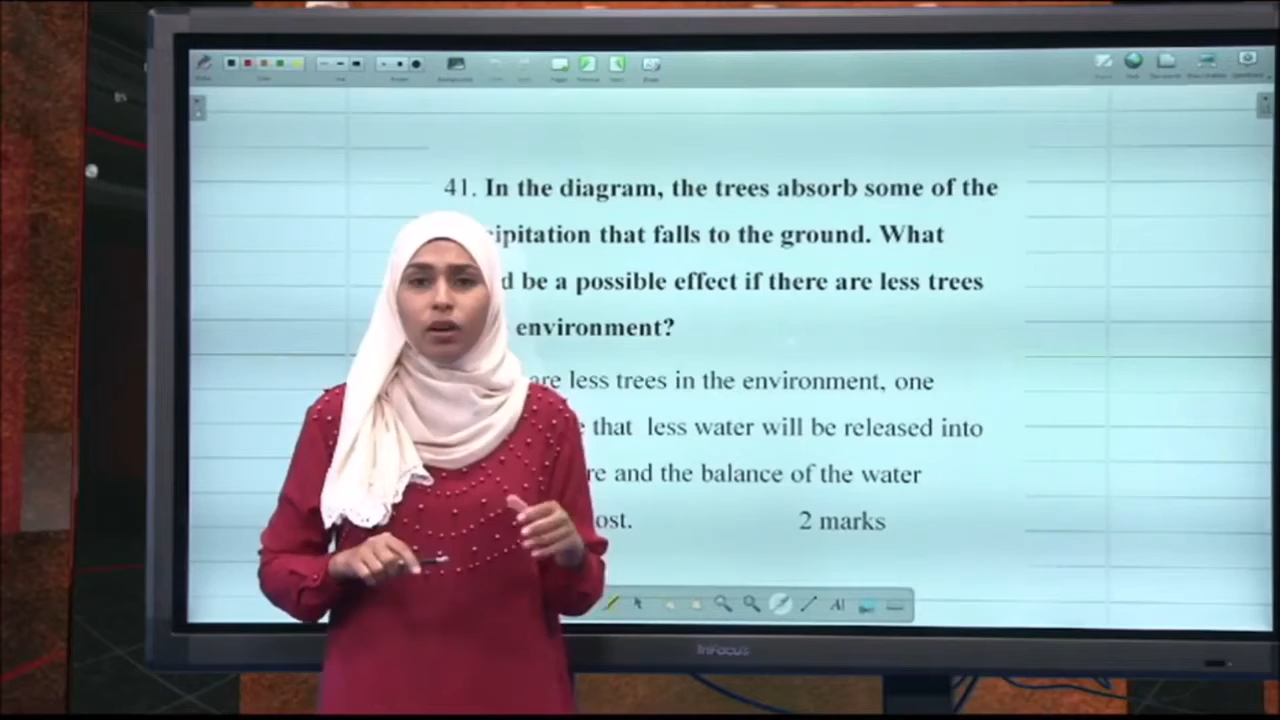 41. In the diagram, the trees absorb some of the
cipitation that falls to the ground. What
d be a possible effect if there are less trees
environment?
are less trees in the environment, one
e that less water will be released into
re and the balance of the water
ost. 2 marks
InFocus